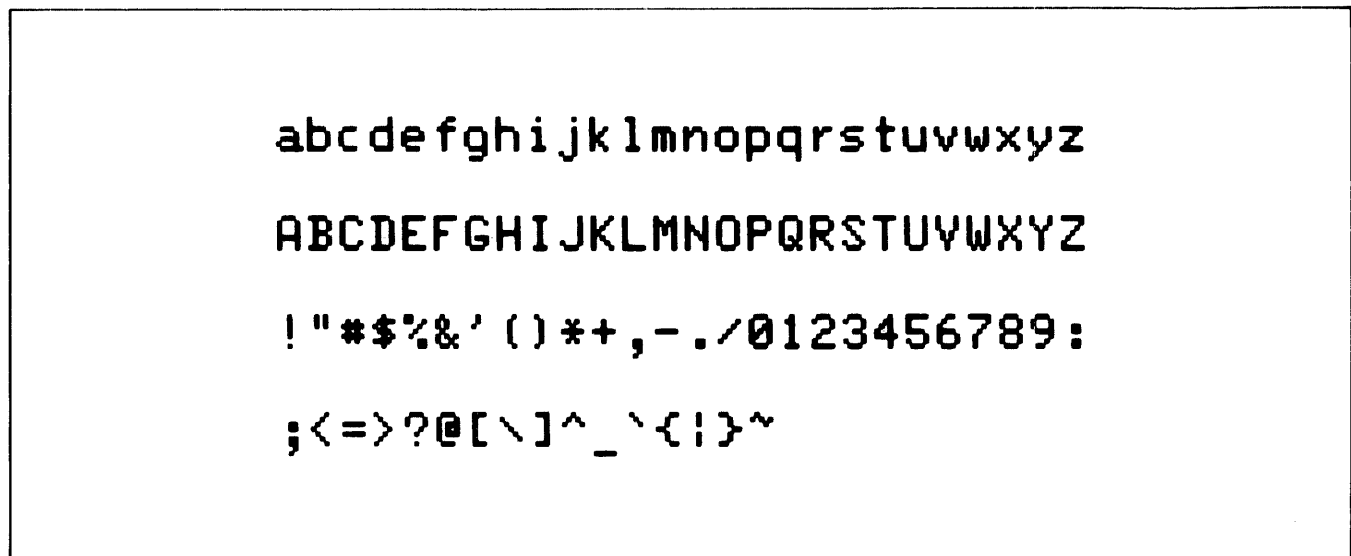 abcdefghijklmnopqrstuvwxyz
ABCDEFGHIJKLMNOPQRSTUVWXYZ
!"#$%&'()*+,-./0123456789:
;<=>?@[\]^_`{|}~